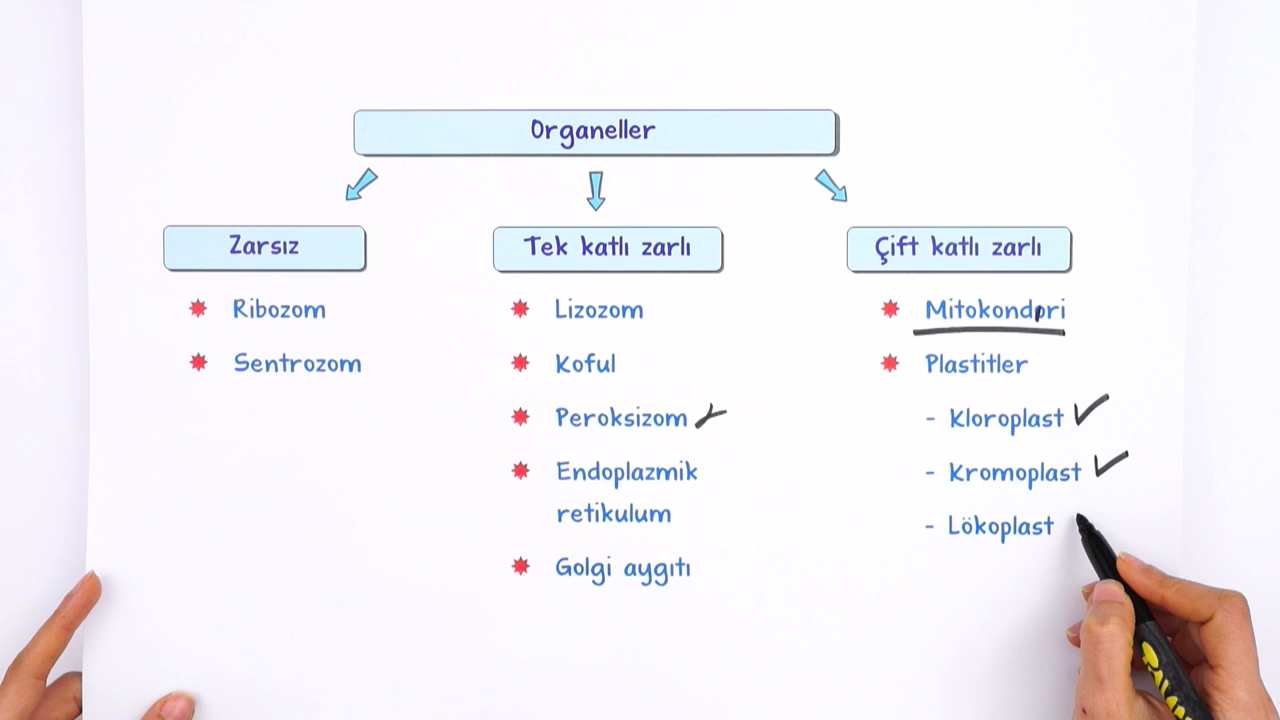 Organeller
Zarsız
Ribozom
Sentrozom
Tek katlı zarlı
Lizozom
Koful
Peroksizom
Endoplazmik
retikulum
Golgi aygıtı
Çift katlı zarlı
Mitokondri
Plastitler
- Kloroplast
- Kromoplast
- Lökoplast